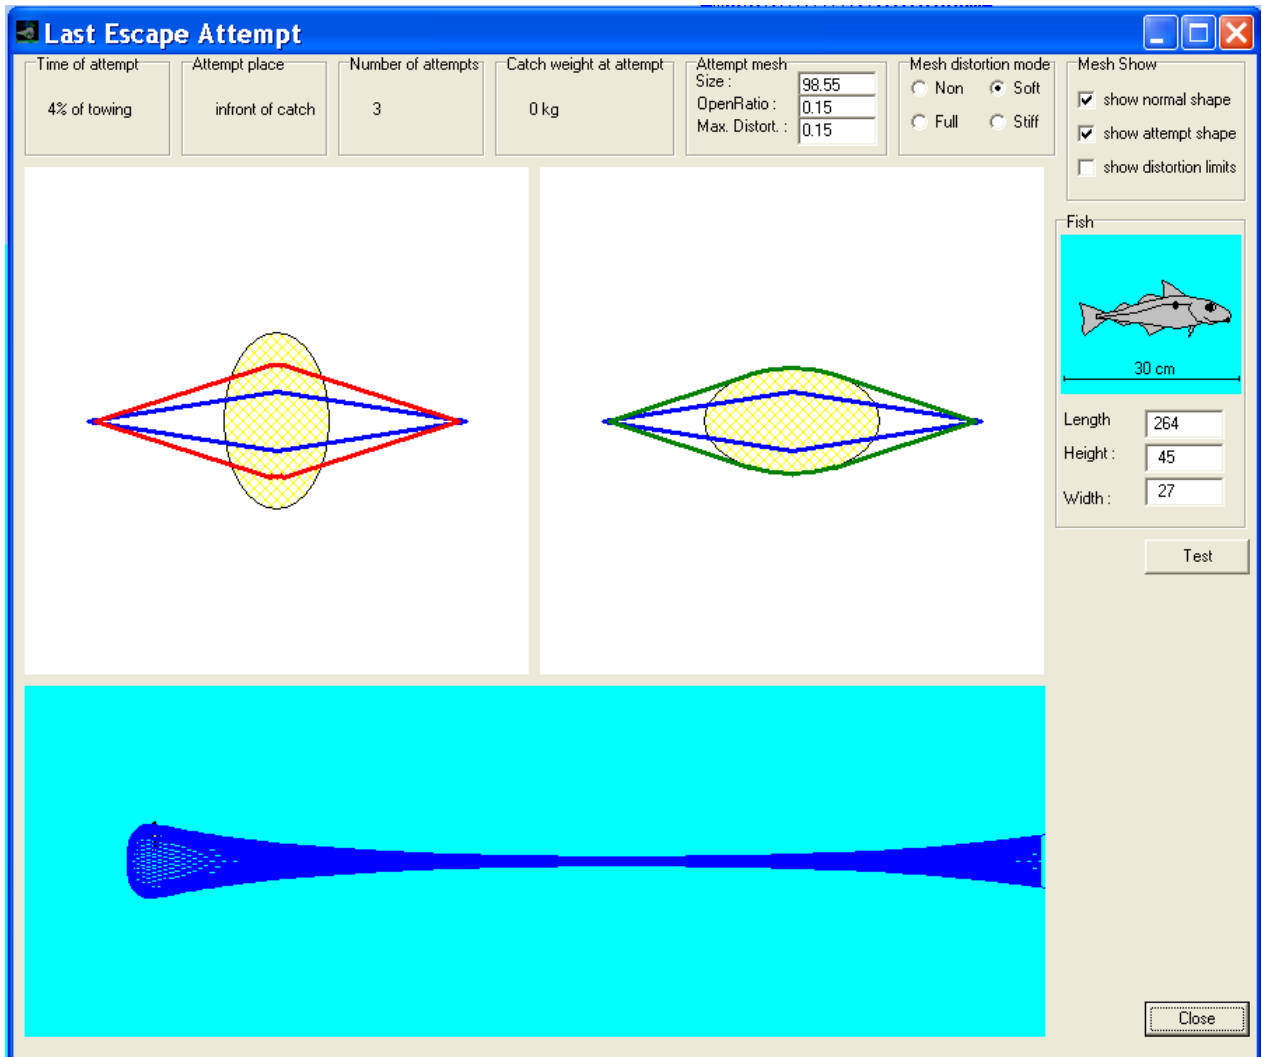 Last Escape Attempt
Time of attempt
4% of towing
Attempt place
infront of catch
Number of attempts
3
Catch weight at attempt
0 kg
Attempt mesh
Size : 98.55
OpenRatio : 0.15
Max. Distort. : 0.15
Mesh distortion mode
Non Soft
Full Stiff
Mesh Show
show normal shape
show attempt shape
show distortion limits
Fish
30 cm
Length 264
Height : 45
Width : 27
Test
Close